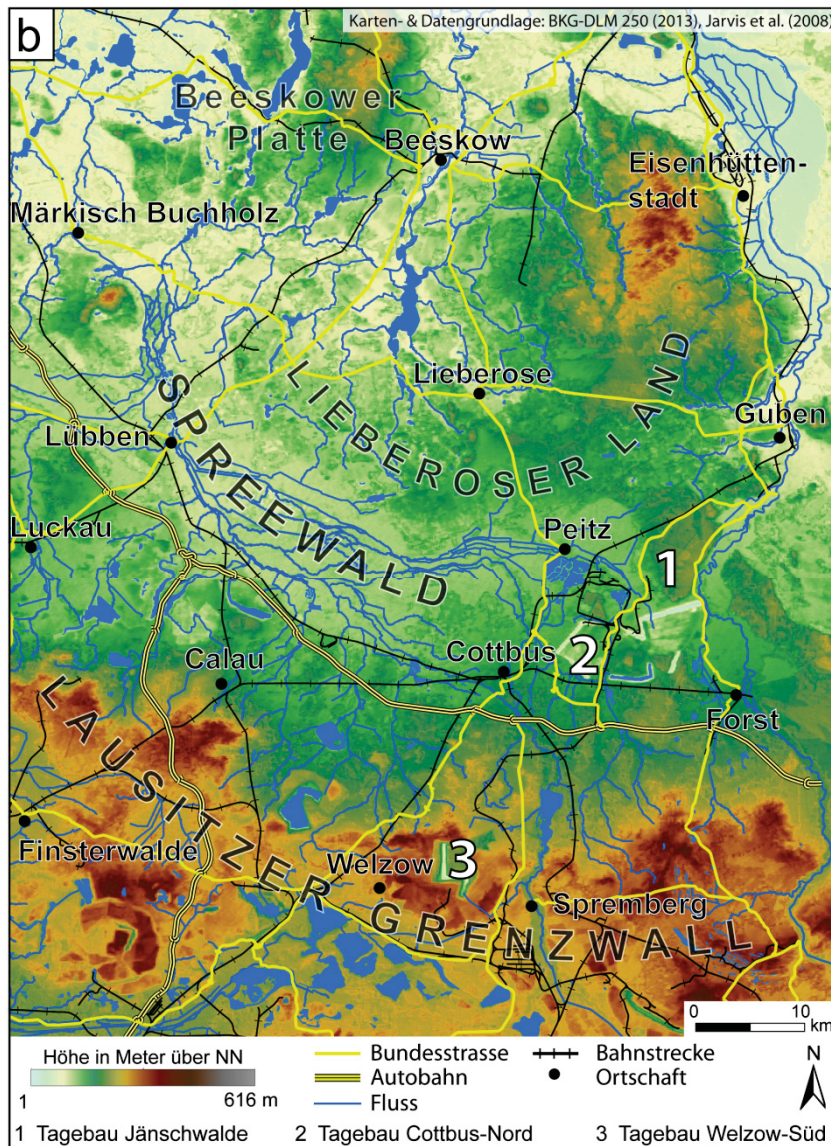 b
Karten- & Datengrundlage: BKG-DLM 250 (2013), Jarvis et al. (2008)
Beeskower
Platte
Beeskow
Eisenhütten-
stadt
Märkisch Buchholz
LIEBEROSER LAND
Lieberose
SPREEWALD
Lübben
Guben
Luckau
Peitz
1
2
Cottbus
Calau
Forst
LAUSITZER GRENZWALL
Finsterwalde
Welzow
3
Spremberg
0 10
km
Höhe in Meter über NN
1 616 m
Bundesstrasse
Autobahn
Fluss
Bahnstrecke
Ortschaft
N
1 Tagebau Jänschwalde 2 Tagebau Cottbus-Nord 3 Tagebau Welzow-Süd